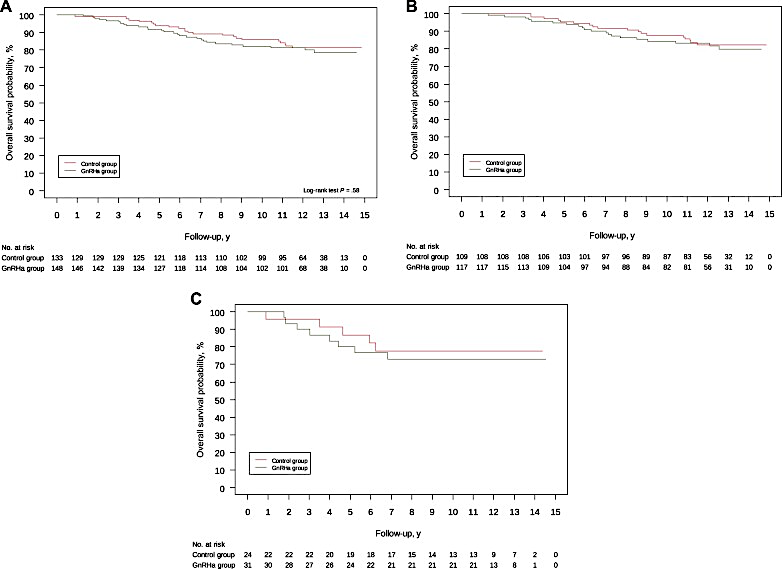 A
Overall survival probability, %
100
90
80
70
60
50
40
30
20
10
0
Control group
GnRHa group
Log-rank test P = .58
0 1 2 3 4 5 6 7 8 9 10 11 12 13 14 15
Follow-up, y
No. at risk
Control group 133 129 129 129 125 121 118 113 110 102 99 95 64 38 13 0
GnRHa group 148 146 142 139 134 127 118 114 108 104 102 101 68 38 10 0
B
Overall survival probability, %
100
90
80
70
60
50
40
30
20
10
0
Control group
GnRHa group
0 1 2 3 4 5 6 7 8 9 10 11 12 13 14 15
Follow-up, y
No. at risk
Control group 109 108 108 108 106 103 101 97 96 89 87 83 56 32 12 0
GnRHa group 117 117 115 113 109 104 97 94 88 84 82 81 56 31 10 0
C
Overall survival probability, %
100
90
80
70
60
50
40
30
20
10
0
Control group
GnRHa group
0 1 2 3 4 5 6 7 8 9 10 11 12 13 14 15
Follow-up, y
No. at risk
Control group 24 22 22 22 20 19 18 17 15 14 13 13 9 7 2 0
GnRHa group 31 30 28 27 26 24 22 21 21 21 21 21 13 8 1 0